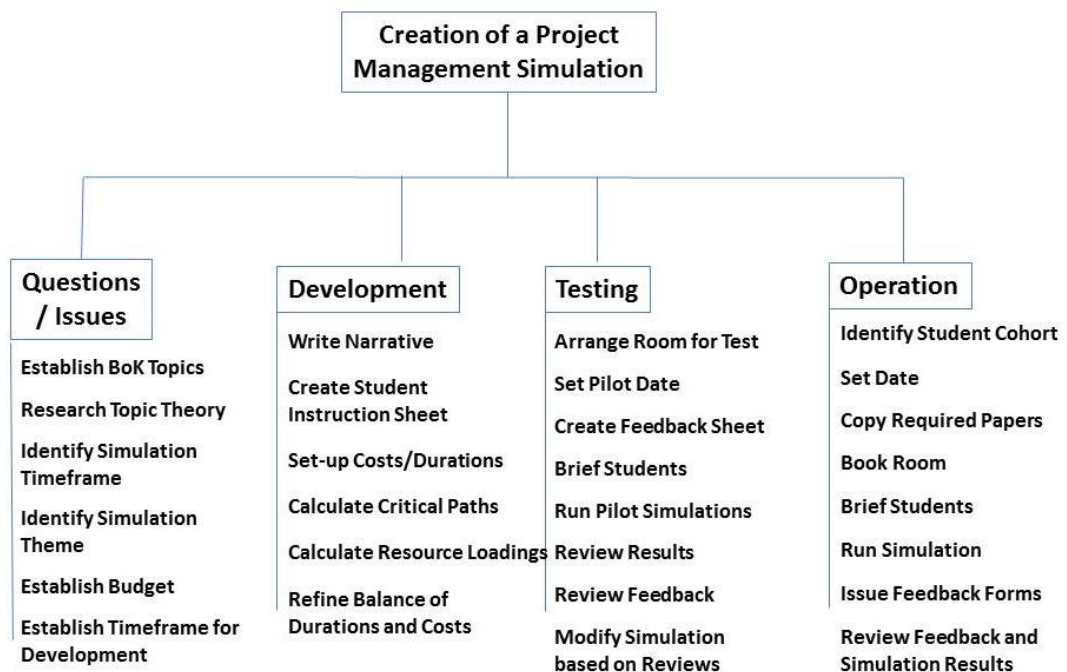 Creation of a Project
Management Simulation
Questions
/ Issues
Establish BoK Topics
Research Topic Theory
Identify Simulation
Timeframe
Identify Simulation
Theme
Establish Budget
Establish Timeframe for
Development
Development
Write Narrative
Create Student
Instruction Sheet
Set-up Costs/Durations
Calculate Critical Paths
Calculate Resource Loadings
Refine Balance of
Durations and Costs
Testing
Arrange Room for Test
Set Pilot Date
Create Feedback Sheet
Brief Students
Run Pilot Simulations
Review Results
Review Feedback
Modify Simulation
based on Reviews
Operation
Identify Student Cohort
Set Date
Copy Required Papers
Book Room
Brief Students
Run Simulation
Issue Feedback Forms
Review Feedback and
Simulation Results